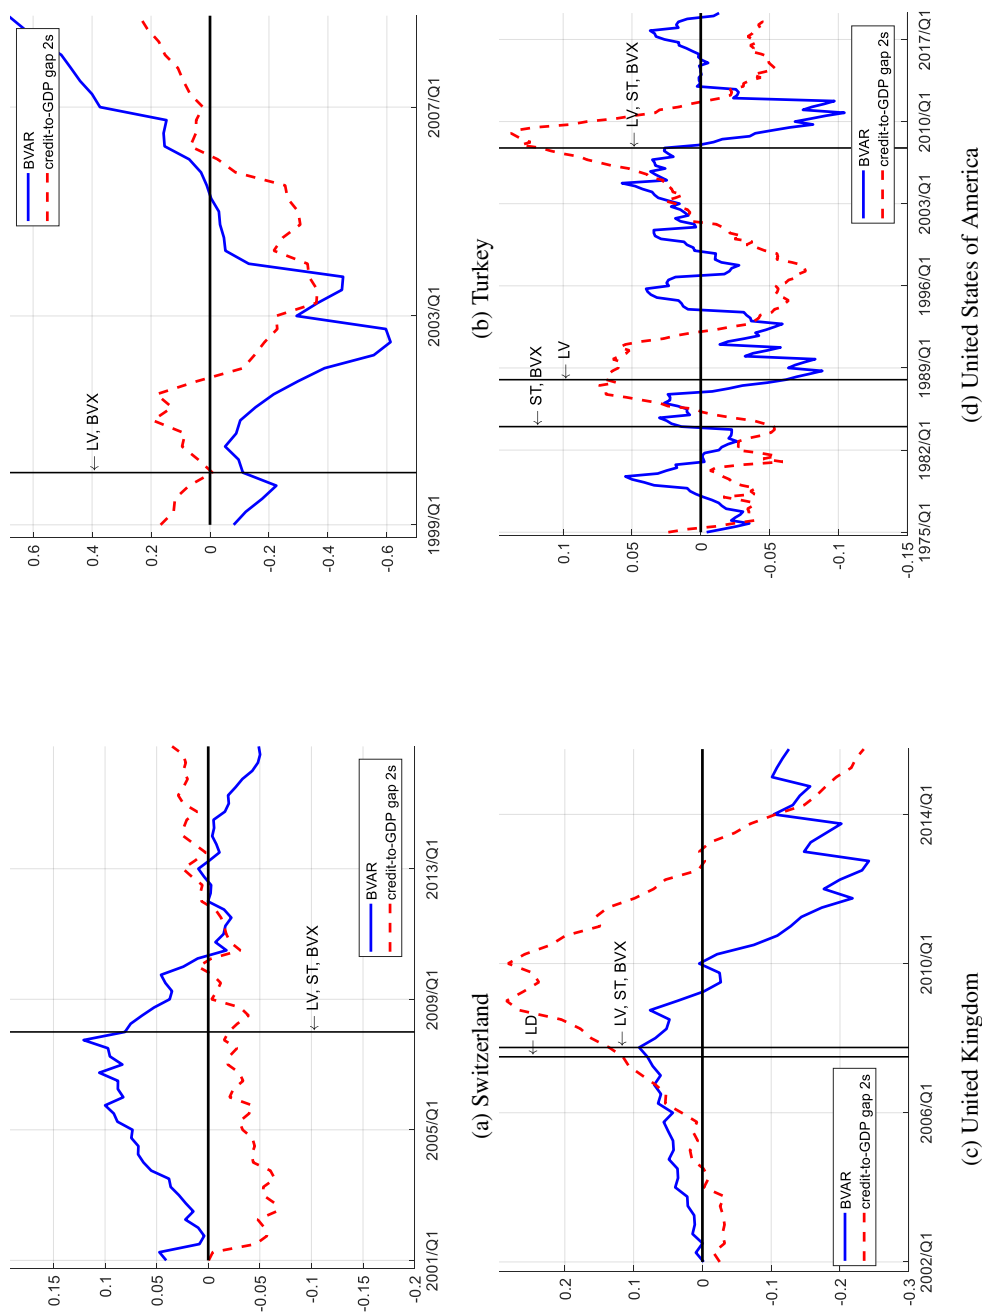 0.15
0.1
0.05
0
-0.05
-0.1
-0.15
-0.2
2001/Q1
2005/Q1
2009/Q1
2013/Q1
← LV, ST, BVX
BVAR
credit-to-GDP gap 2s
(a) Switzerland
0.6
0.4
0.2
0
-0.2
-0.4
-0.6
1999/Q1
2003/Q1
2007/Q1
← LV, BVX
BVAR
credit-to-GDP gap 2s
(b) Turkey
0.2
0.1
0
-0.1
-0.2
-0.3
2002/Q1
2006/Q1
2010/Q1
2014/Q1
← LD
← LV, ST, BVX
BVAR
credit-to-GDP gap 2s
(c) United Kingdom
0.1
0.05
0
-0.05
-0.1
-0.15
1975/Q1
1982/Q1
1989/Q1
1996/Q1
2003/Q1
2010/Q1
2017/Q1
← ST, BVX
← LV
← LV, ST, BVX
BVAR
credit-to-GDP gap 2s
(d) United States of America